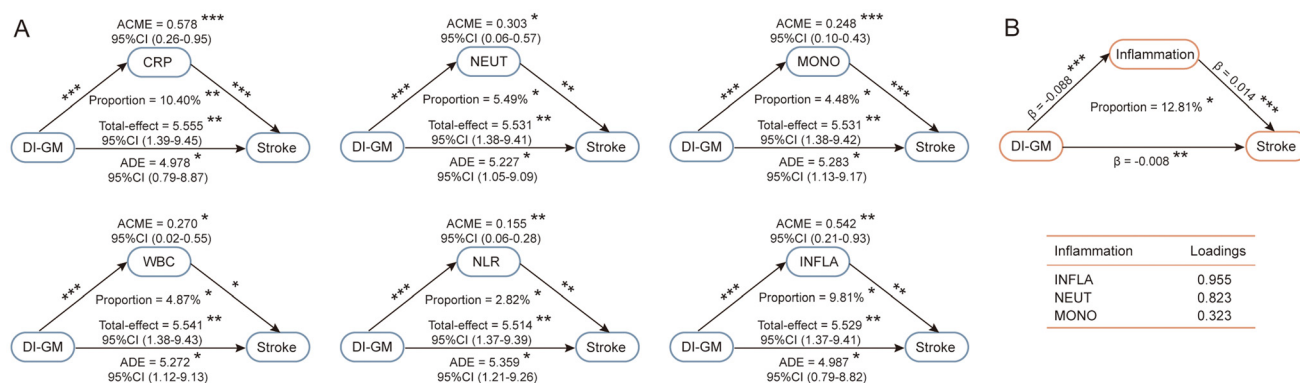 A
ACME = 0.578 ***
95%CI (0.26-0.95)
CRP
***
***
Proportion = 10.40% **
Total-effect = 5.555 **
95%CI (1.39-9.45)
DI-GM
Stroke
ADE = 4.978 *
95%CI (0.79-8.87)
ACME = 0.303 *
95%CI (0.06-0.57)
NEUT
***
**
Proportion = 5.49% *
Total-effect = 5.531 **
95%CI (1.38-9.41)
DI-GM
Stroke
ADE = 5.227 *
95%CI (1.05-9.09)
ACME = 0.248 ***
95%CI (0.10-0.43)
MONO
***
***
Proportion = 4.48% *
Total-effect = 5.531 **
95%CI (1.38-9.42)
DI-GM
Stroke
ADE = 5.283 *
95%CI (1.13-9.17)
ACME = 0.270 *
95%CI (0.02-0.55)
WBC
***
*
Proportion = 4.87% *
Total-effect = 5.541 **
95%CI (1.38-9.43)
DI-GM
Stroke
ADE = 5.272 *
95%CI (1.12-9.13)
ACME = 0.155 **
95%CI (0.06-0.28)
NLR
***
**
Proportion = 2.82% *
Total-effect = 5.514 **
95%CI (1.37-9.39)
DI-GM
Stroke
ADE = 5.359 *
95%CI (1.21-9.26)
ACME = 0.542 **
95%CI (0.21-0.93)
INFLA
***
**
Proportion = 9.81% *
Total-effect = 5.529 **
95%CI (1.37-9.41)
DI-GM
Stroke
ADE = 4.987 *
95%CI (0.79-8.82)
B
Inflammation
β = -0.088 ***
β = 0.014 ***
Proportion = 12.81% *
DI-GM
Stroke
β = -0.008 **
Inflammation Loadings
INFLA 0.955
NEUT 0.823
MONO 0.323